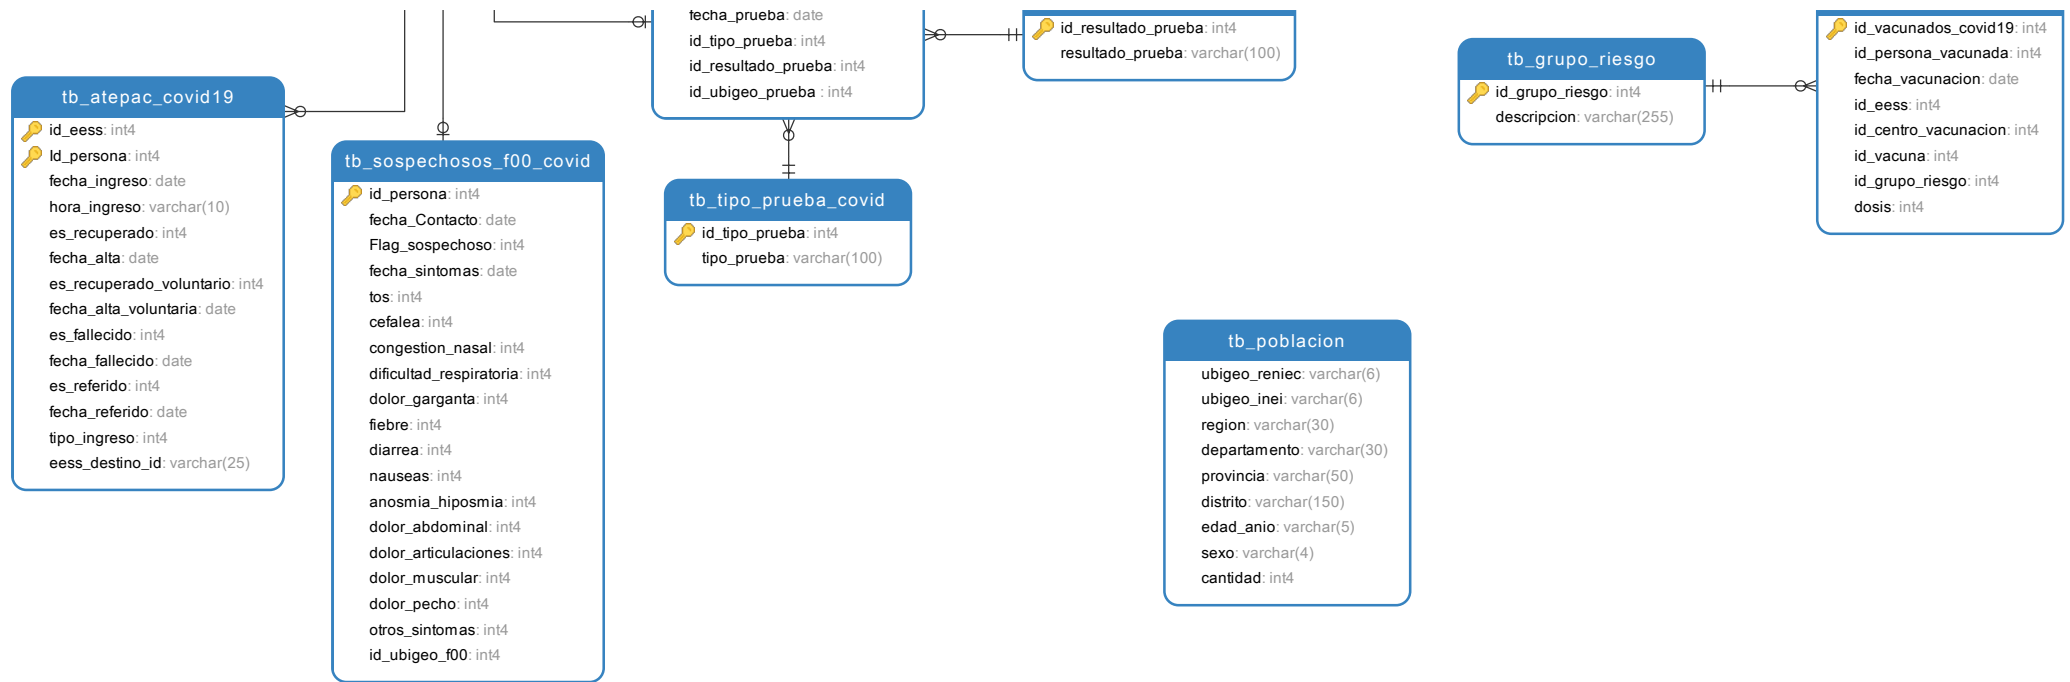 fecha_prueba: date
id_tipo_prueba: int4
id_resultado_prueba: int4
id_ubigeo_prueba : int4
id_resultado_prueba: int4
resultado_prueba: varchar(100)
tb_grupo_riesgo
id_grupo_riesgo: int4
descripcion: varchar(255)
id_vacunados_covid19: int4
id_persona_vacunada: int4
fecha_vacunacion: date
id_eess: int4
id_centro_vacunacion: int4
id_vacuna: int4
id_grupo_riesgo: int4
dosis: int4
tb_atepac_covid19
id_eess: int4
Id_persona: int4
fecha_ingreso: date
hora_ingreso: varchar(10)
es_recuperado: int4
fecha_alta: date
es_recuperado_voluntario: int4
fecha_alta_voluntaria: date
es_fallecido: int4
fecha_fallecido: date
es_referido: int4
fecha_referido: date
tipo_ingreso: int4
eess_destino_id: varchar(25)
tb_sospechosos_f00_covid
id_persona: int4
fecha_Contacto: date
Flag_sospechoso: int4
fecha_sintomas: date
tos: int4
cefalea: int4
congestion_nasal: int4
dificultad_respiratoria: int4
dolor_garganta: int4
fiebre: int4
diarrea: int4
nauseas: int4
anosmia_hiposmia: int4
dolor_abdominal: int4
dolor_articulaciones: int4
dolor_muscular: int4
dolor_pecho: int4
otros_sintomas: int4
id_ubigeo_f00: int4
tb_tipo_prueba_covid
id_tipo_prueba: int4
tipo_prueba: varchar(100)
tb_poblacion
ubigeo_reniec: varchar(6)
ubigeo_inei: varchar(6)
region: varchar(30)
departamento: varchar(30)
provincia: varchar(50)
distrito: varchar(150)
edad_anio: varchar(5)
sexo: varchar(4)
cantidad: int4